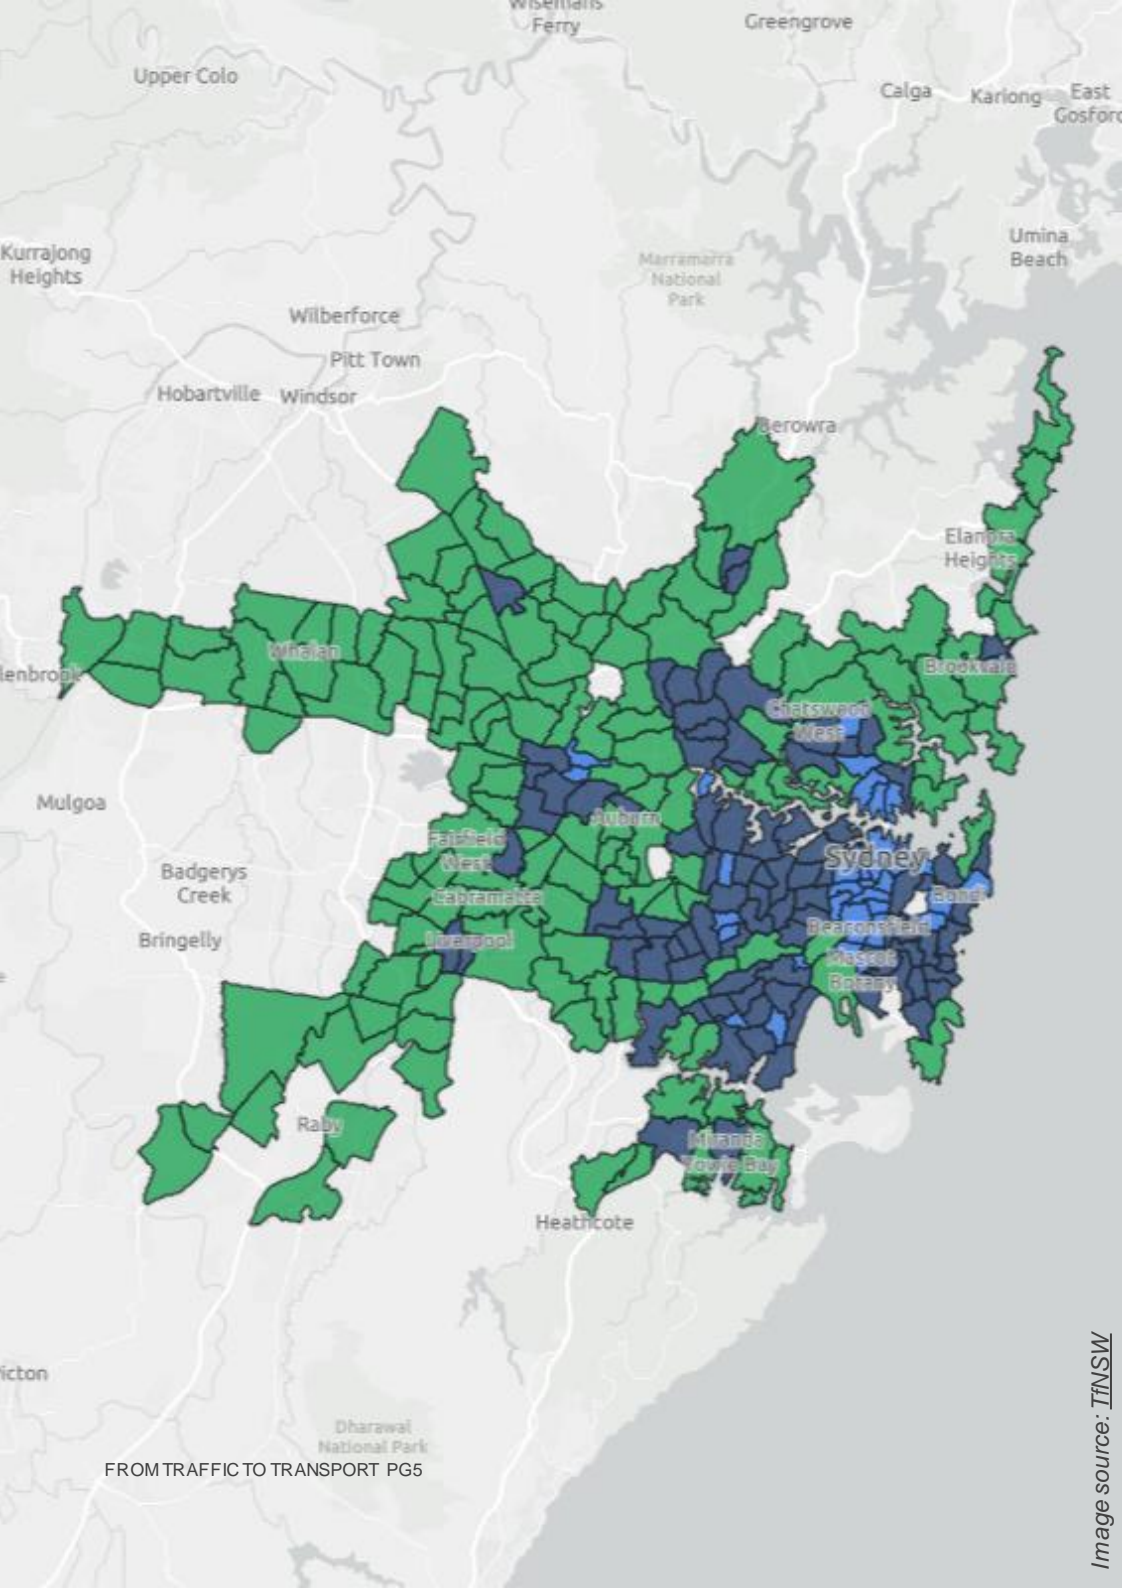 Wisemans
Ferry
Greengrove
Upper Colo
Calga
Kariong
East
Gosford
Kurrajong
Heights
Umina
Beach
Marramarra
National
Park
Wilberforce
Pitt Town
Hobartville
Windsor
Berowra
Elanora
Heights
Whalan
lenbrook
Brookvale
Chatswood
West
Mulgoa
Auburn
Fairfield
West
Sydney
Badgerys
Creek
Cabramatta
Bondi
Beaconsfield
Bringelly
Liverpool
Mascot
Botany
Raby
Miranda
Yowie Bay
Heathcote
icton
Dharawal
National Park
FROM TRAFFIC TO TRANSPORT PG5
Image source: TfNSW